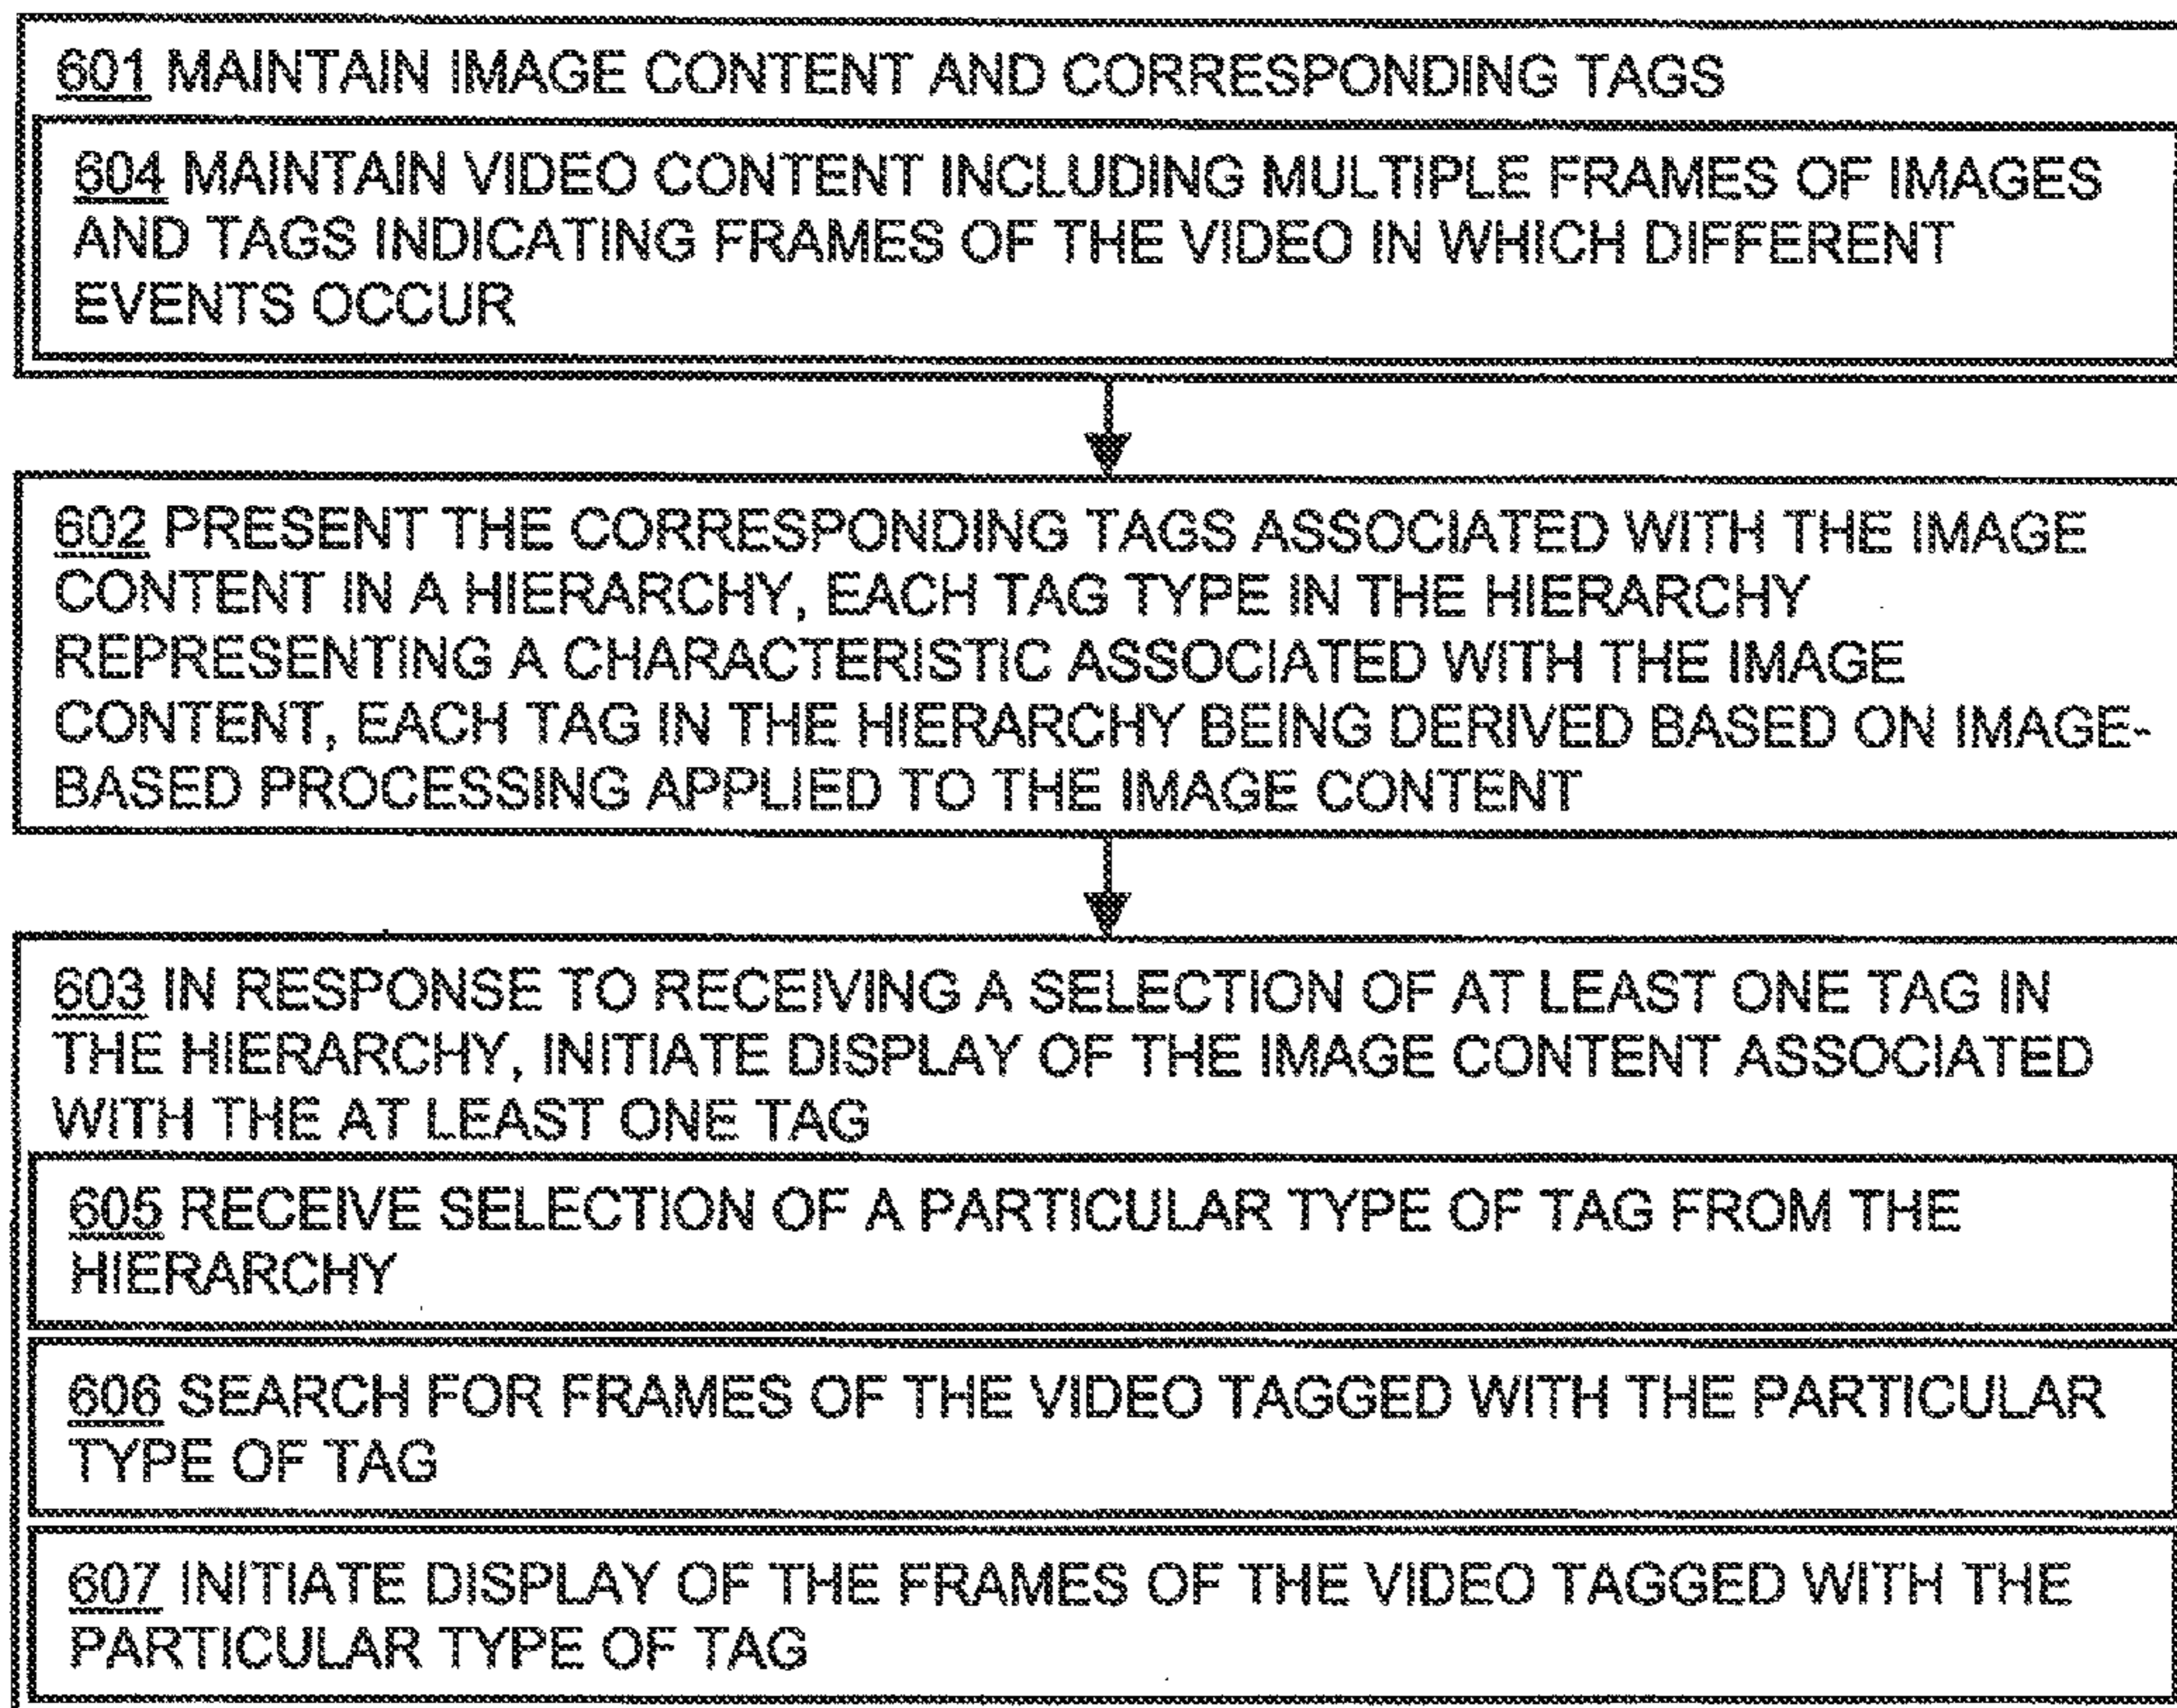 601 MAINTAIN IMAGE CONTENT AND CORRESPONDING TAGS
604 MAINTAIN VIDEO CONTENT INCLUDING MULTIPLE FRAMES OF IMAGES
AND TAGS INDICATING FRAMES OF THE VIDEO IN WHICH DIFFERENT
EVENTS OCCUR
602 PRESENT THE CORRESPONDING TAGS ASSOCIATED WITH THE IMAGE
CONTENT IN A HIERARCHY, EACH TAG TYPE IN THE HIERARCHY
REPRESENTING A CHARACTERISTIC ASSOCIATED WITH THE IMAGE
CONTENT, EACH TAG IN THE HIERARCHY BEING DERIVED BASED ON IMAGE-
BASED PROCESSING APPLIED TO THE IMAGE CONTENT
603 IN RESPONSE TO RECEIVING A SELECTION OF AT LEAST ONE TAG IN
THE HIERARCHY, INITIATE DISPLAY OF THE IMAGE CONTENT ASSOCIATED
WITH THE AT LEAST ONE TAG
605 RECEIVE SELECTION OF A PARTICULAR TYPE OF TAG FROM THE
HIERARCHY
606 SEARCH FOR FRAMES OF THE VIDEO TAGGED WITH THE PARTICULAR
TYPE OF TAG
607 INITIATE DISPLAY OF THE FRAMES OF THE VIDEO TAGGED WITH THE
PARTICULAR TYPE OF TAG